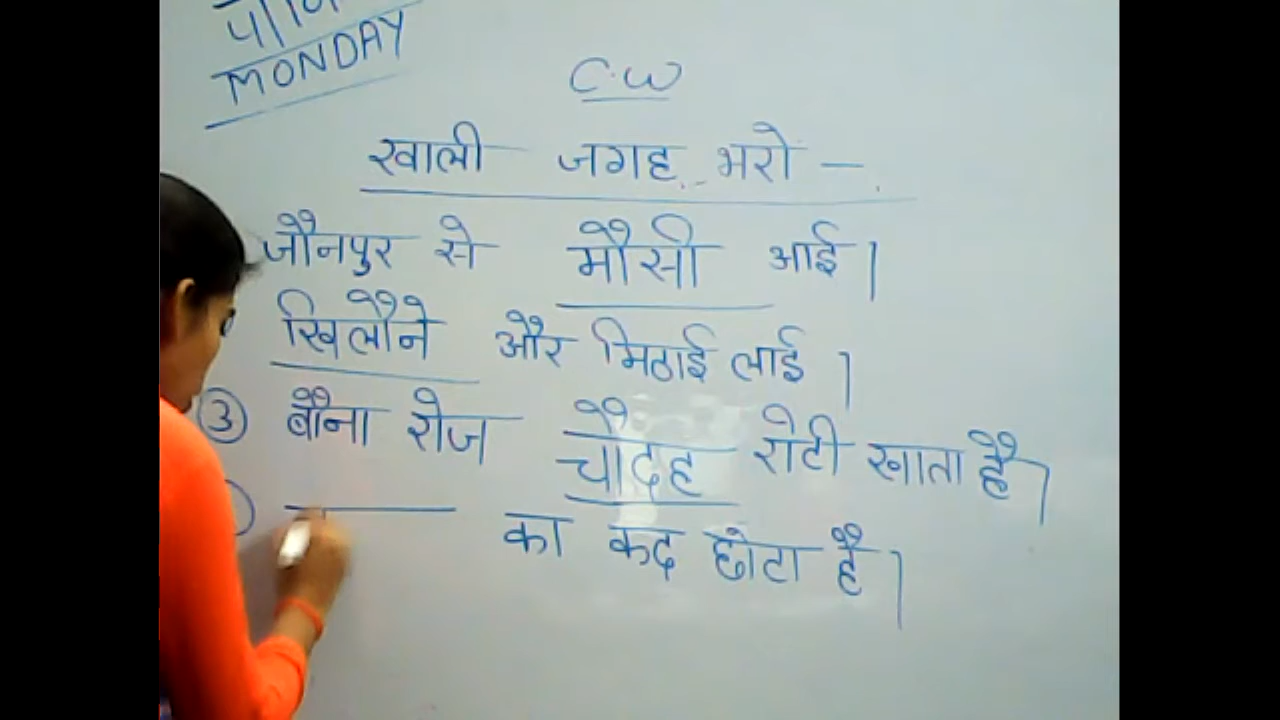 MONDAY
C.W
खाली जगह भरो -
जौनपुर से मौसी आई।
खिलौने और मिठाई लाई।
③ बौना रोज चौदह रोटी खाता है।
का कद छोटा है।